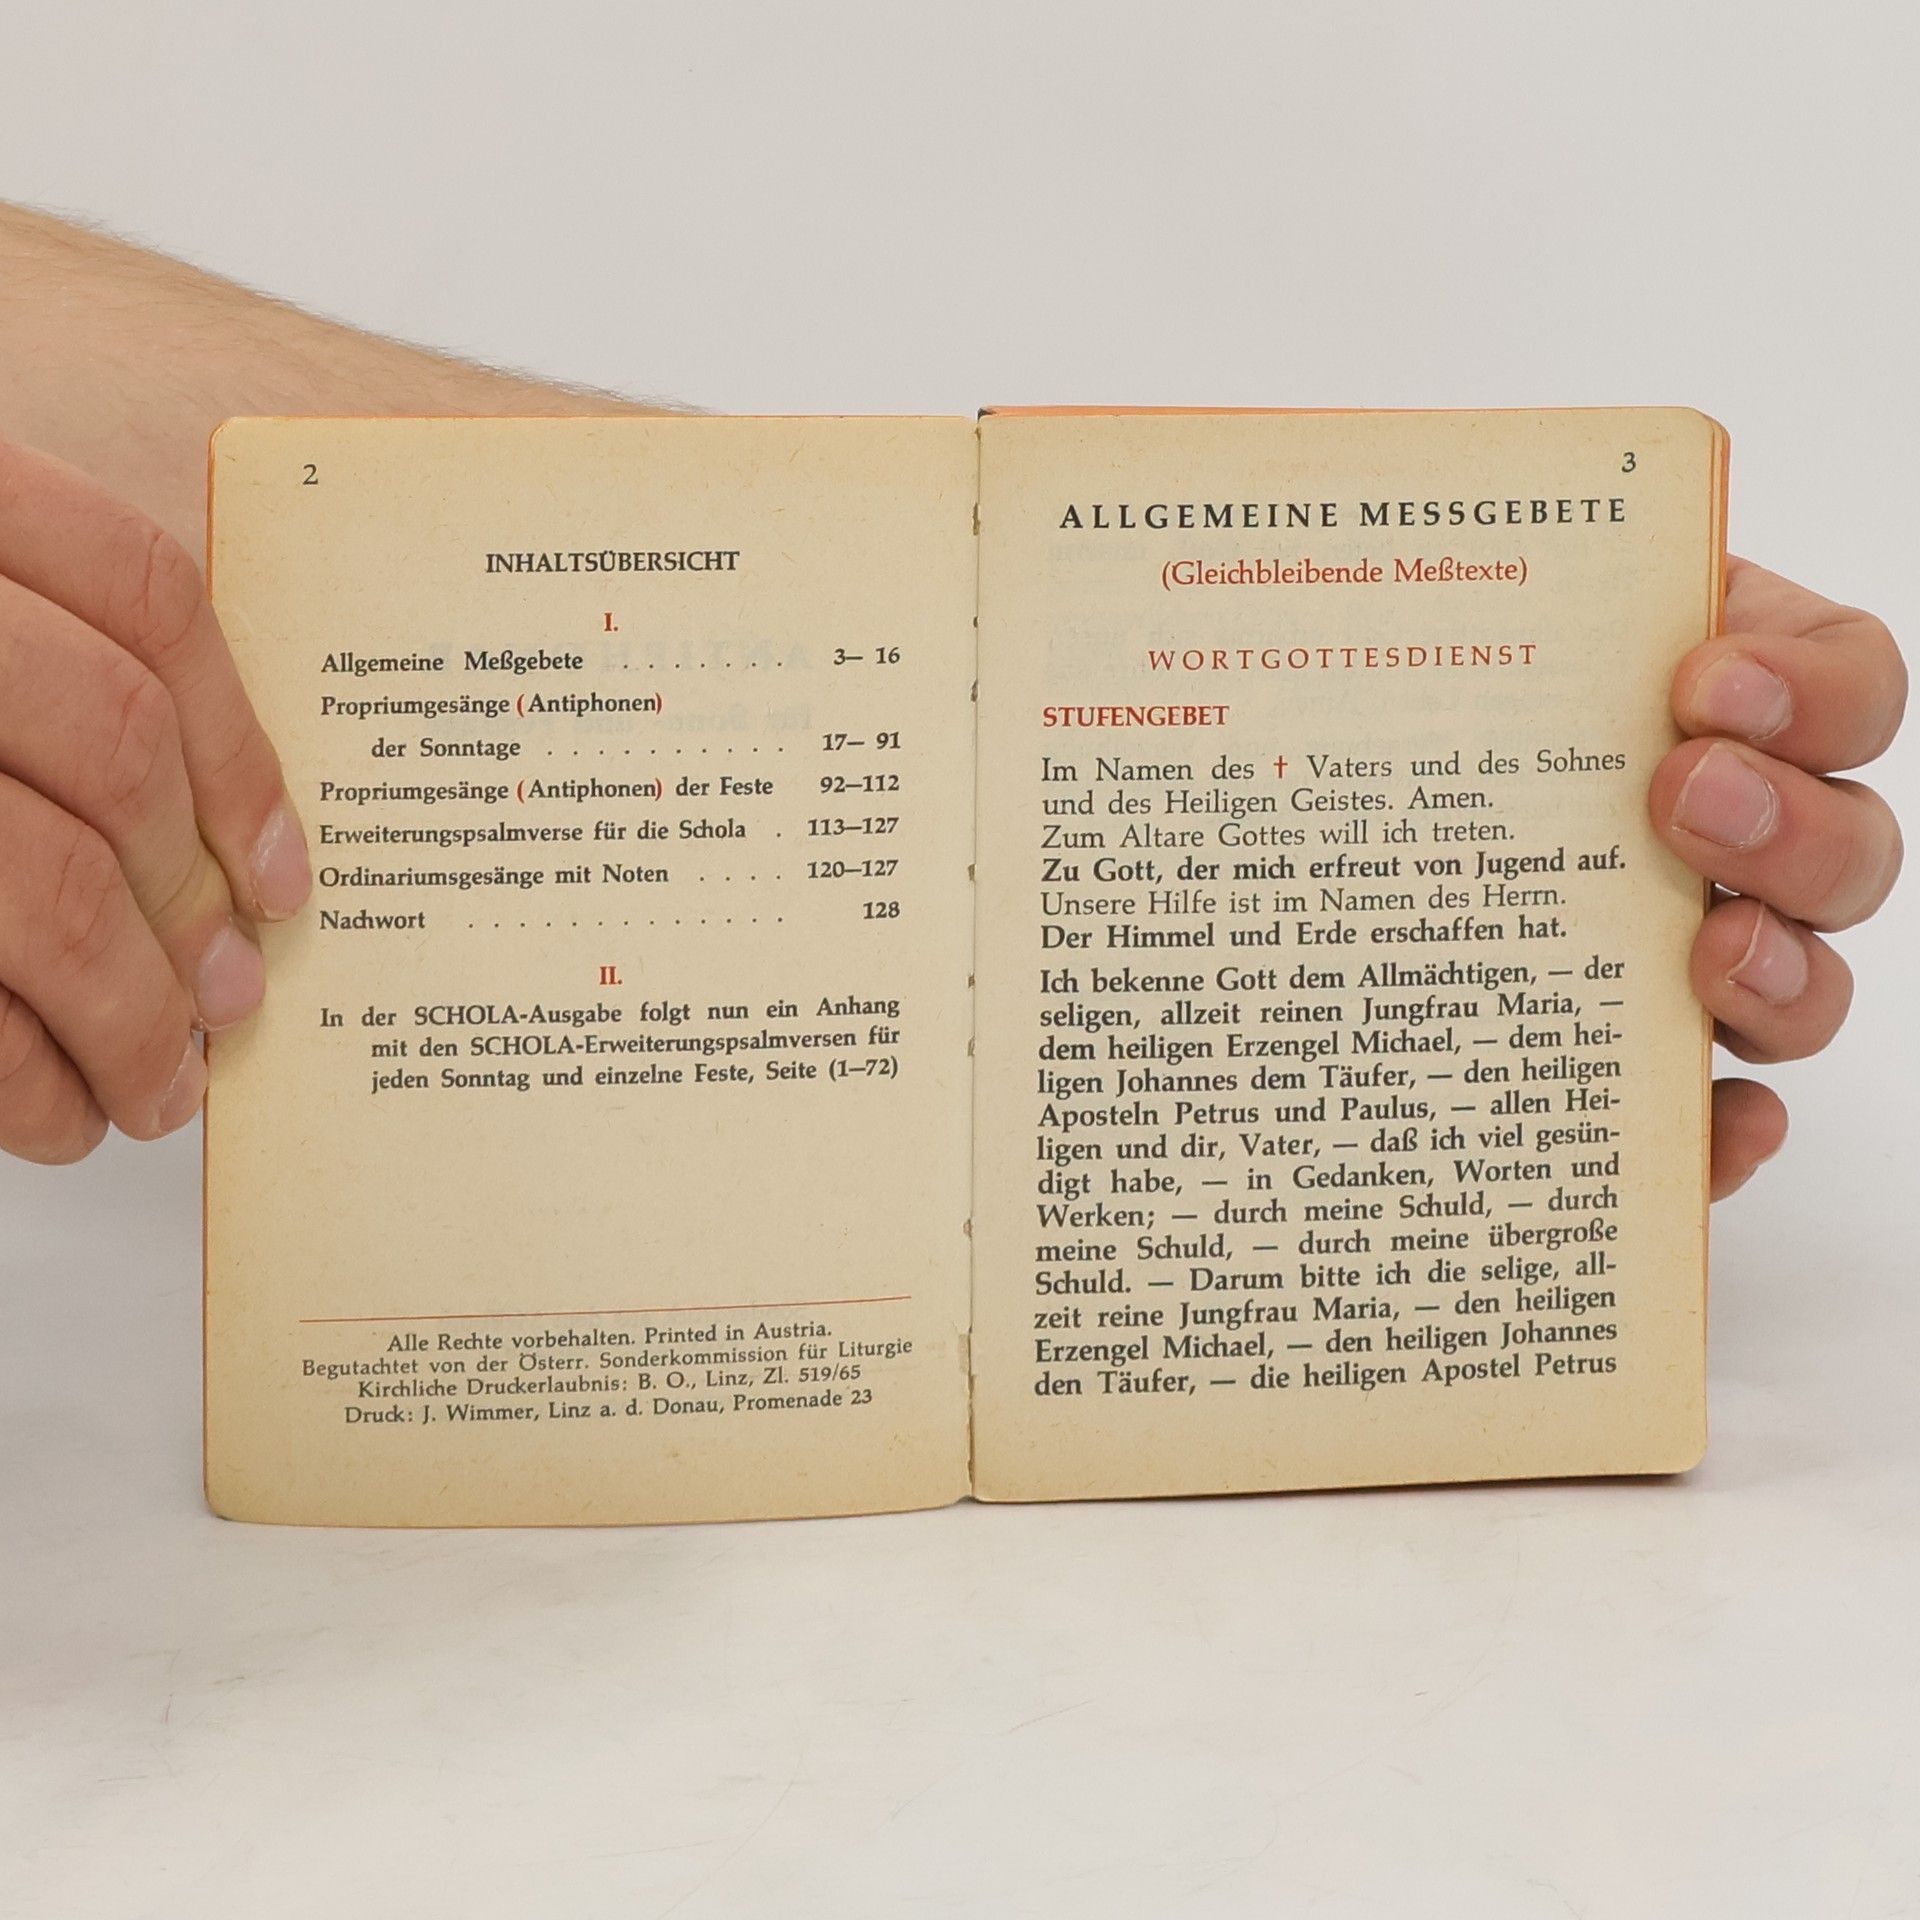 2
INHALTSÜBERSICHT
I.
Allgemeine Meßgebete . . . . . . . 3— 16
Propriumgesänge (Antiphonen)
der Sonntage . . . . . . . . . . 17— 91
Propriumgesänge (Antiphonen) der Feste 92—112
Erweiterungspsalmverse für die Schola . 113—127
Ordinariumsgesänge mit Noten . . . . 120—127
Nachwort . . . . . . . . . . . . . 128
II.
In der SCHOLA-Ausgabe folgt nun ein Anhang
mit den SCHOLA-Erweiterungspsalmversen für
jeden Sonntag und einzelne Feste, Seite (1—72)
Alle Rechte vorbehalten. Printed in Austria.
Begutachtet von der Österr. Sonderkommission für Liturgie
Kirchliche Druckerlaubnis: B. O., Linz, Zl. 519/65
Druck: J. Wimmer, Linz a. d. Donau, Promenade 23
3
ALLGEMEINE MESSGEBETE
(Gleichbleibende Meßtexte)
WORTGOTTESDIENST
STUFENGEBET
Im Namen des † Vaters und des Sohnes
und des Heiligen Geistes. Amen.
Zum Altare Gottes will ich treten.
Zu Gott, der mich erfreut von Jugend auf.
Unsere Hilfe ist im Namen des Herrn.
Der Himmel und Erde erschaffen hat.
Ich bekenne Gott dem Allmächtigen, — der
seligen, allzeit reinen Jungfrau Maria, —
dem heiligen Erzengel Michael, — dem hei-
ligen Johannes dem Täufer, — den heiligen
Aposteln Petrus und Paulus, — allen Hei-
ligen und dir, Vater, — daß ich viel gesün-
digt habe, — in Gedanken, Worten und
Werken; — durch meine Schuld, — durch
meine Schuld, — durch meine übergroße
Schuld. — Darum bitte ich die selige, all-
zeit reine Jungfrau Maria, — den heiligen
Erzengel Michael, — den heiligen Johannes
den Täufer, — die heiligen Apostel Petrus